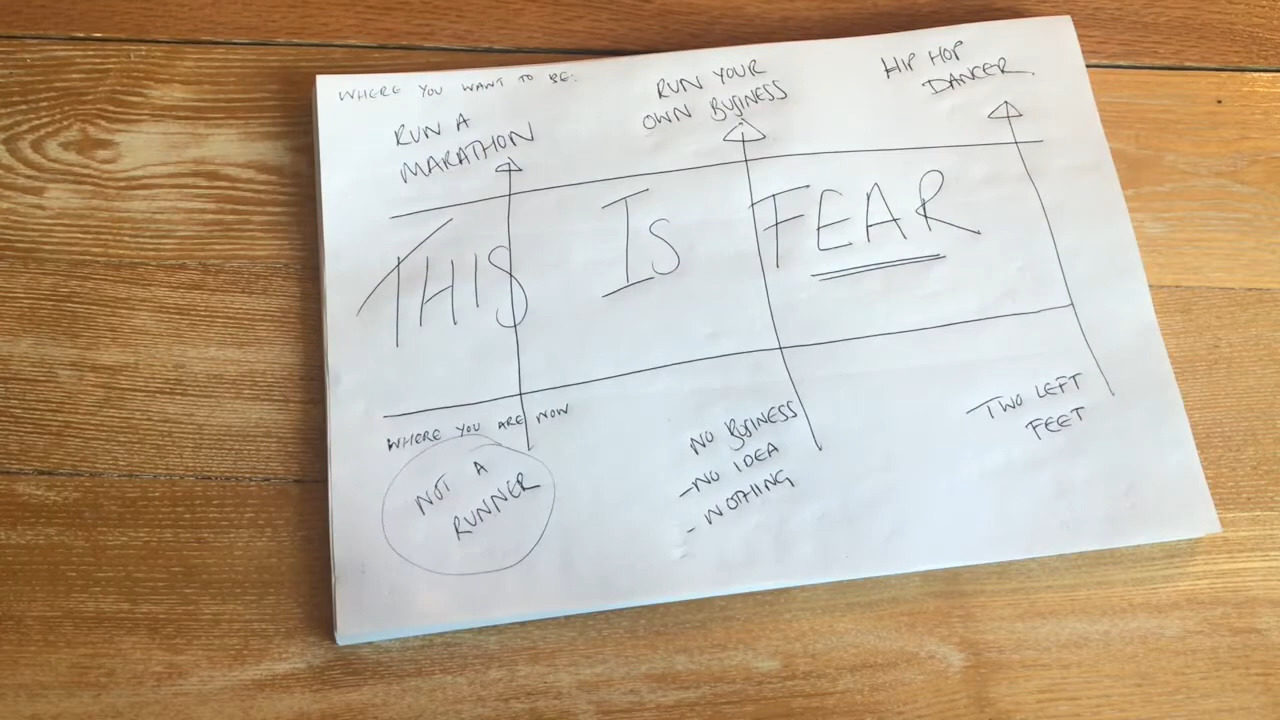 WHERE YOU WANT TO BE:
RUN A
MARATHON
RUN YOUR
OWN BUSINESS
HIP HOP
DANCER.
THIS IS FEAR
WHERE YOU ARE NOW
NOT A
RUNNER
NO BUSINESS
- NO IDEA
- NOTHING
TWO LEFT
FEET